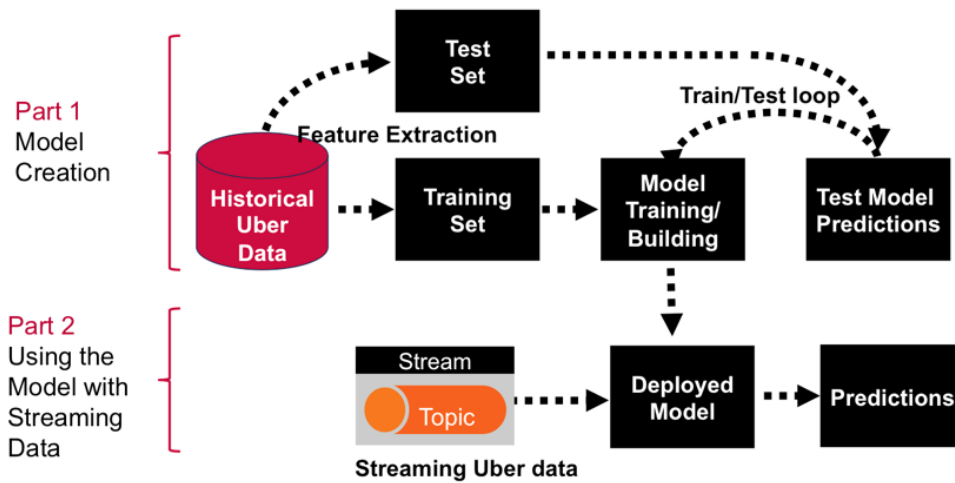 Part 1
Model
Creation
Test
Set
Train/Test loop
Feature Extraction
Historical
Uber
Data
Training
Set
Model
Training/
Building
Test Model
Predictions
Part 2
Using the
Model with
Streaming
Data
Stream
Topic
Streaming Uber data
Deployed
Model
Predictions